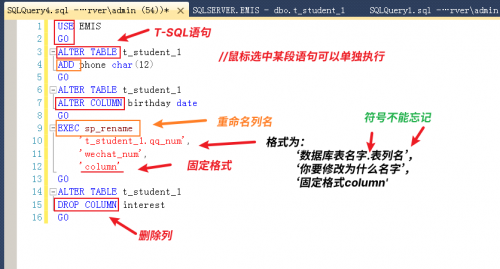 SQLQuery4.sql - ...rver\admin (54))* × SQLSERVER.EMIS - dbo.t_student_1 SQLQuery1.sql - ...rver\admin
1 USE EMIS
2 GO
T-SQL语句
3 ALTER TABLE t_student_1
//鼠标选中某段语句可以单独执行
4 ADD phone char(12)
5 GO
6 ALTER TABLE t_student_1
7 ALTER COLUMN birthday date
8 GO
重命名列名
符号不能忘记
9 EXEC sp_rename
10 't_student_1.qq_num',
格式为：
11 'wechat_num',
‘数据库表名字.表列名’，
12 'column'
固定格式
‘你要修改为什么名字’，
13 GO
‘固定格式column'
14 ALTER TABLE t_student_1
15 DROP COLUMN interest
16 GO
删除列